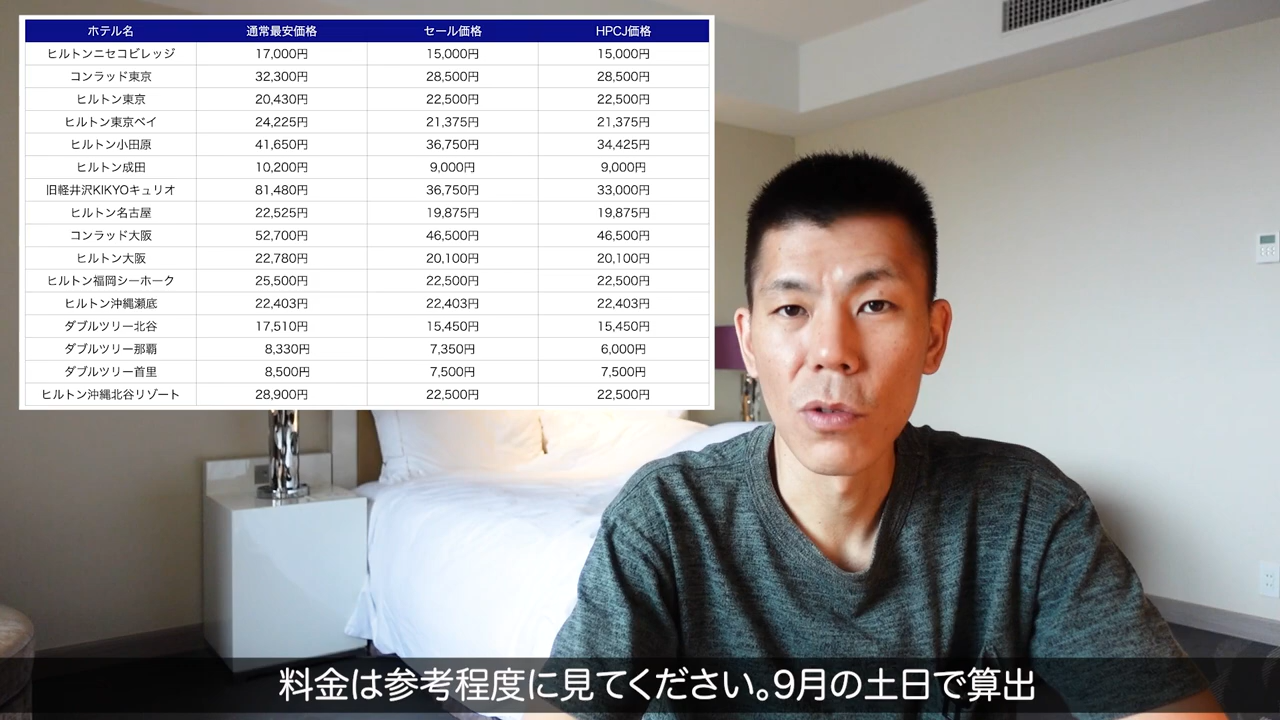 ホテル名 通常最安価格 セール価格 HPCJ価格
ヒルトンニセコビレッジ 17,000円 15,000円 15,000円
コンラッド東京 32,300円 28,500円 28,500円
ヒルトン東京 20,430円 22,500円 22,500円
ヒルトン東京ベイ 24,225円 21,375円 21,375円
ヒルトン小田原 41,650円 36,750円 34,425円
ヒルトン成田 10,200円 9,000円 9,000円
旧軽井沢KIKYOキュリオ 81,480円 36,750円 33,000円
ヒルトン名古屋 22,525円 19,875円 19,875円
コンラッド大阪 52,700円 46,500円 46,500円
ヒルトン大阪 22,780円 20,100円 20,100円
ヒルトン福岡シーホーク 25,500円 22,500円 22,500円
ヒルトン沖縄瀬底 22,403円 22,403円 22,403円
ダブルツリー北谷 17,510円 15,450円 15,450円
ダブルツリー那覇 8,330円 7,350円 6,000円
ダブルツリー首里 8,500円 7,500円 7,500円
ヒルトン沖縄北谷リゾート 28,900円 22,500円 22,500円
料金は参考程度に見てください。9月の土日で算出